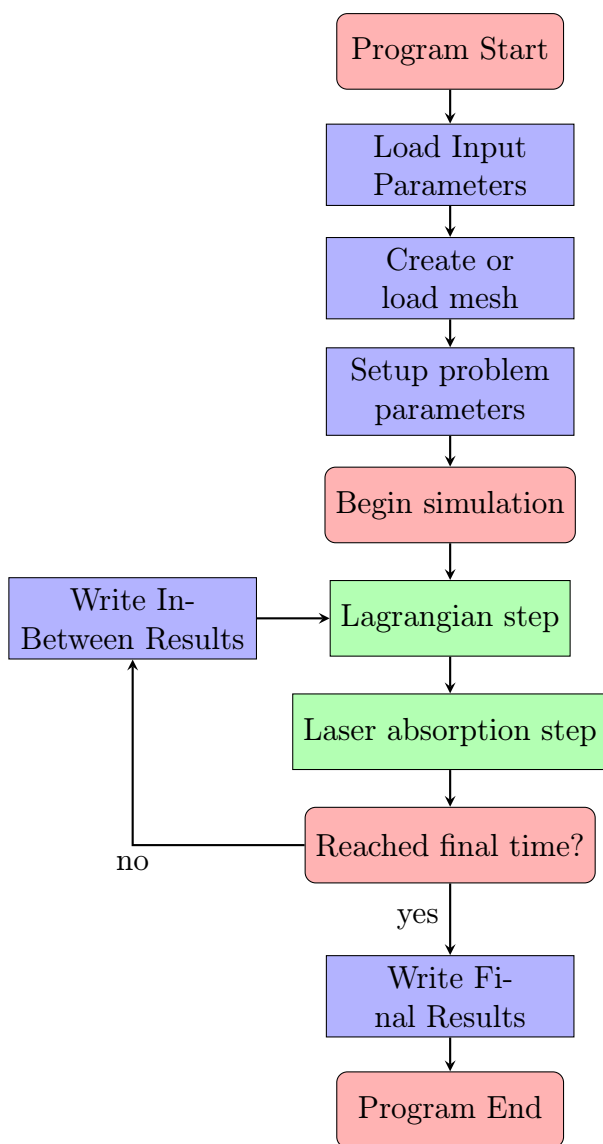 Program Start
Load Input
Parameters
Create or
load mesh
Setup problem
parameters
Begin simulation
Write In-
Between Results
Lagrangian step
Laser absorption step
Reached final time?
no
yes
Write Fi-
nal Results
Program End